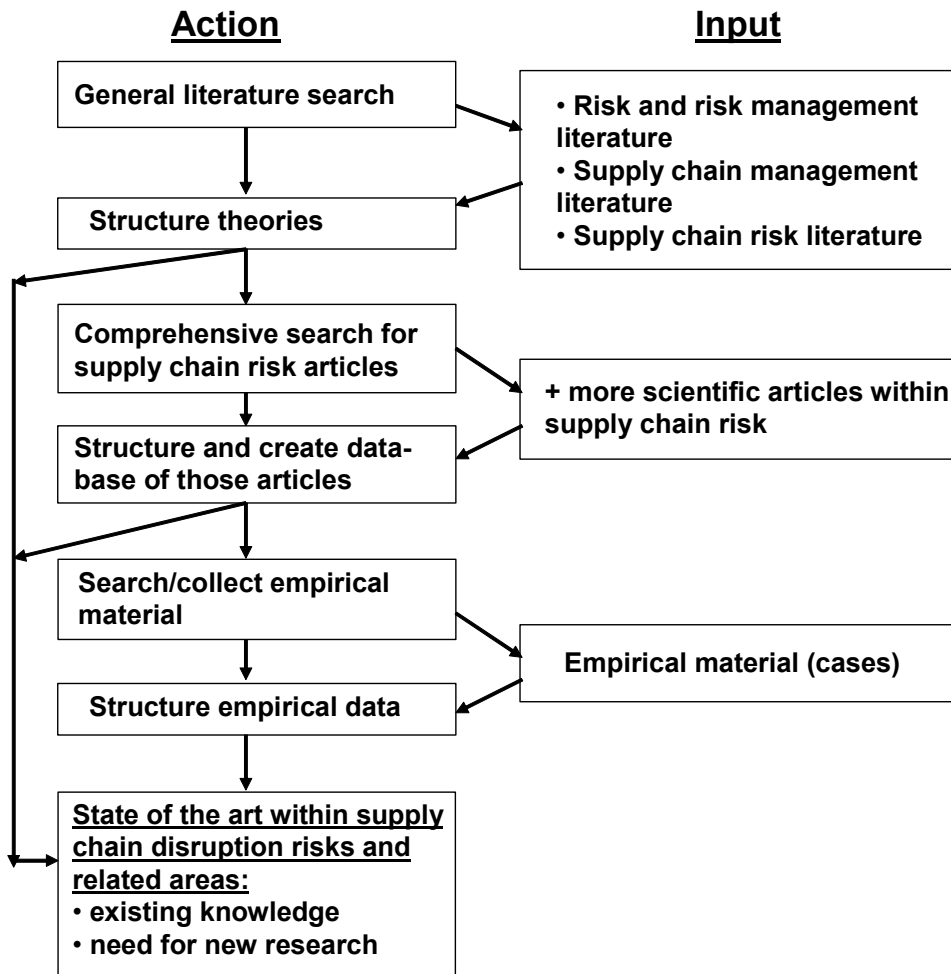 Action
Input
General literature search
• Risk and risk management
literature
• Supply chain management
literature
• Supply chain risk literature
Structure theories
Comprehensive search for
supply chain risk articles
+ more scientific articles within
supply chain risk
Structure and create data-
base of those articles
Search/collect empirical
material
Empirical material (cases)
Structure empirical data
State of the art within supply
chain disruption risks and
related areas:
• existing knowledge
• need for new research